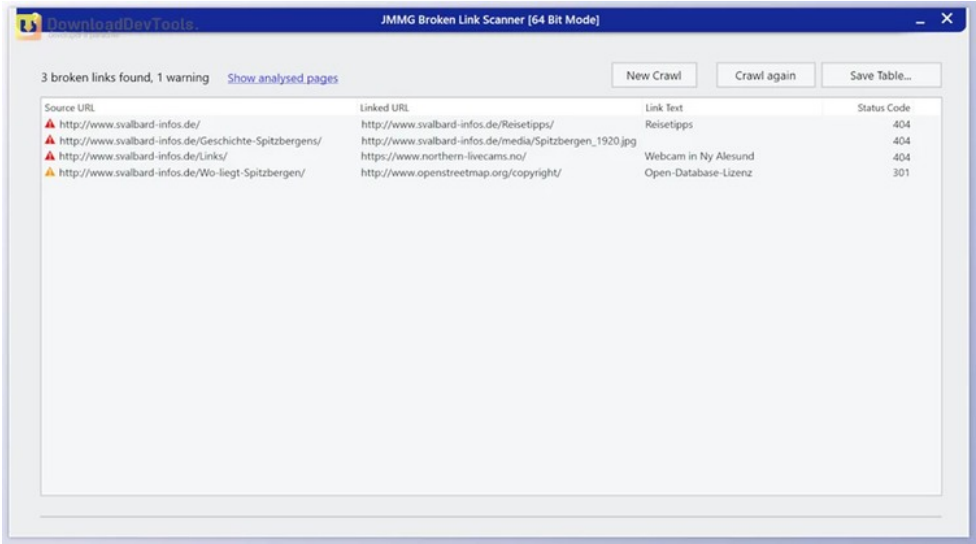 DownloadDevTools.
JMMG Broken Link Scanner [64 Bit Mode]
3 broken links found, 1 warning Show analysed pages New Crawl Crawl again Save Table...
Source URL Linked URL Link Text Status Code
http://www.svalbard-infos.de/ http://www.svalbard-infos.de/Reisetipps/ Reisetipps 404
http://www.svalbard-infos.de/Geschichte-Spitzbergens/ http://www.svalbard-infos.de/media/Spitzbergen_1920.jpg 404
http://www.svalbard-infos.de/Links/ https://www.northern-livecams.no/ Webcam in Ny Alesund 404
http://www.svalbard-infos.de/Wo-liegt-Spitzbergen/ http://www.openstreetmap.org/copyright/ Open-Database-Lizenz 301